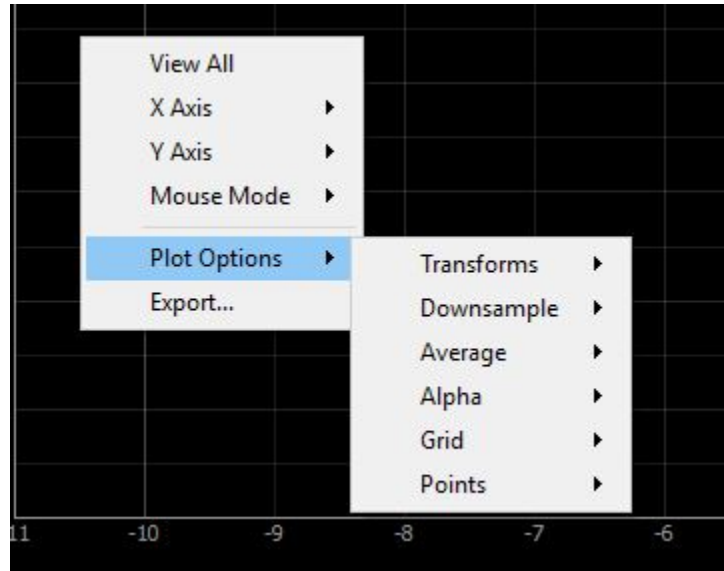 View All
X Axis
Y Axis
Mouse Mode
Plot Options
Export...
Transforms
Downsample
Average
Alpha
Grid
Points
11 -10 -9 -8 -7 -6